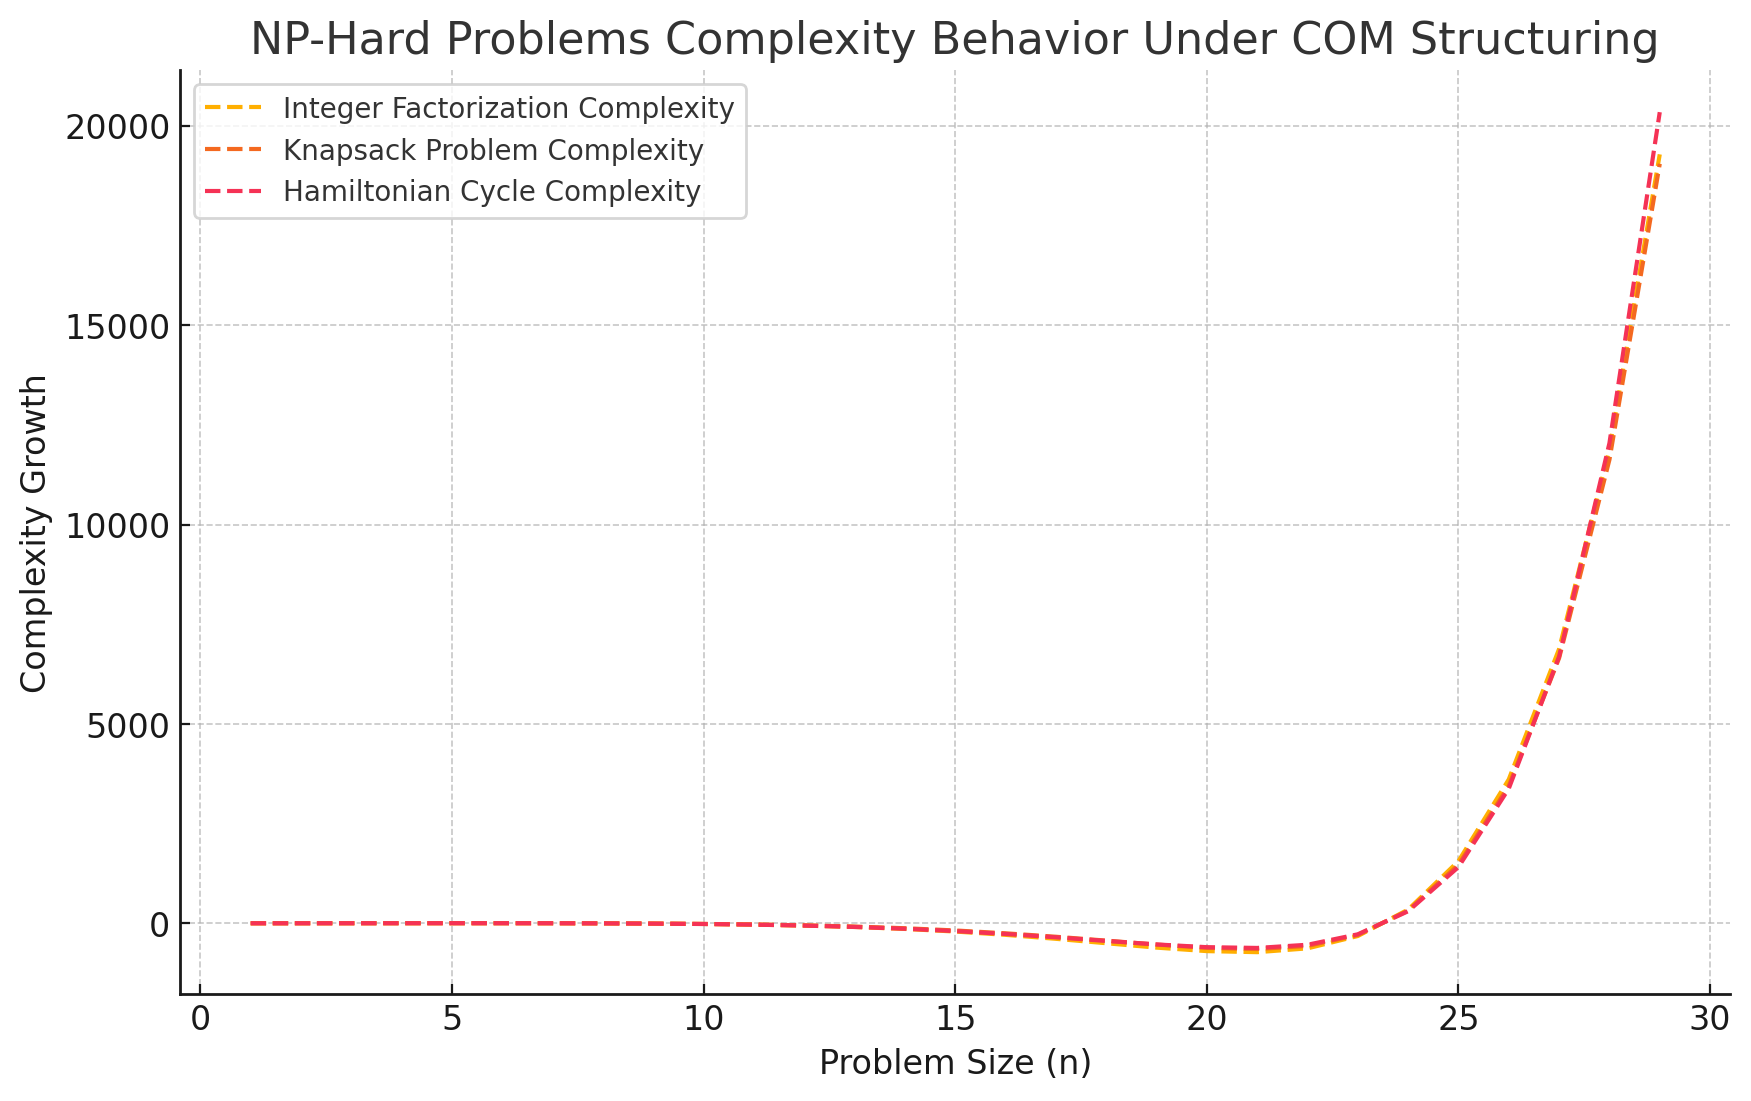 NP-Hard Problems Complexity Behavior Under COM Structuring
Integer Factorization Complexity
Knapsack Problem Complexity
Hamiltonian Cycle Complexity
Complexity Growth
20000
15000
10000
5000
0
0 5 10 15 20 25 30
Problem Size (n)